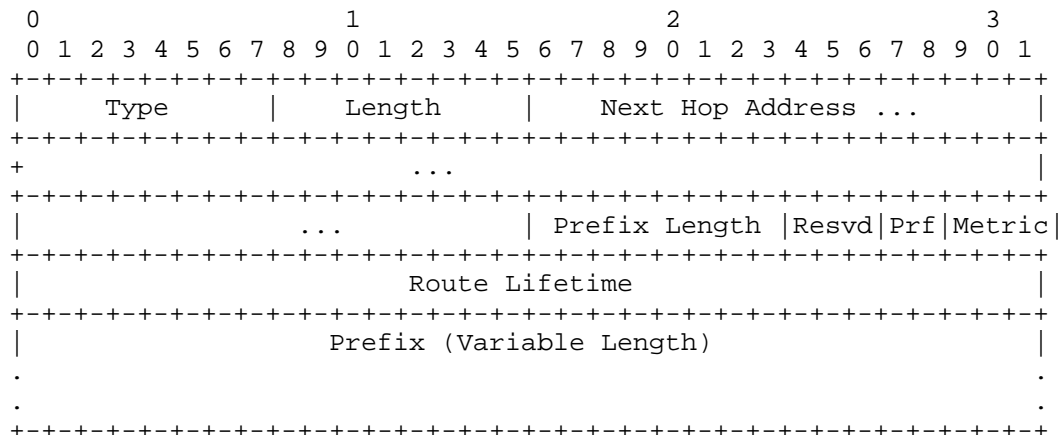 0                   1                   2                   3
 0 1 2 3 4 5 6 7 8 9 0 1 2 3 4 5 6 7 8 9 0 1 2 3 4 5 6 7 8 9 0 1
+-+-+-+-+-+-+-+-+-+-+-+-+-+-+-+-+-+-+-+-+-+-+-+-+-+-+-+-+-+-+-+-+
|     Type      |    Length     |    Next Hop Address ...       |
+-+-+-+-+-+-+-+-+-+-+-+-+-+-+-+-+-+-+-+-+-+-+-+-+-+-+-+-+-+-+-+-+
+                        ...                                    |
+-+-+-+-+-+-+-+-+-+-+-+-+-+-+-+-+-+-+-+-+-+-+-+-+-+-+-+-+-+-+-+-+
|                 ...           | Prefix Length |Resvd|Prf|Metric|
+-+-+-+-+-+-+-+-+-+-+-+-+-+-+-+-+-+-+-+-+-+-+-+-+-+-+-+-+-+-+-+-+
|                        Route Lifetime                         |
+-+-+-+-+-+-+-+-+-+-+-+-+-+-+-+-+-+-+-+-+-+-+-+-+-+-+-+-+-+-+-+-+
|                   Prefix (Variable Length)                    |
.                                                               .
.                                                               .
+-+-+-+-+-+-+-+-+-+-+-+-+-+-+-+-+-+-+-+-+-+-+-+-+-+-+-+-+-+-+-+-+